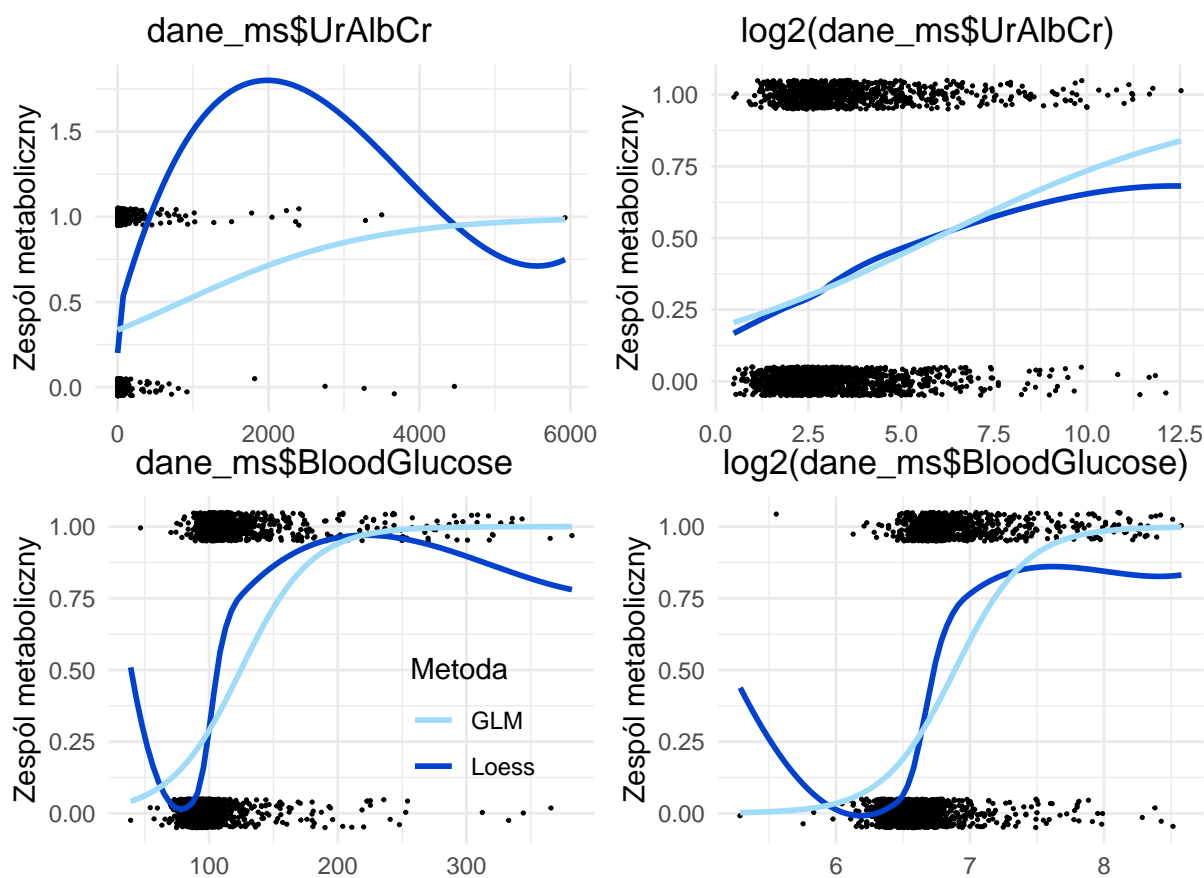 dane_ms$UrAlbCr
Zespól metaboliczny
1.5
1.0
0.5
0.0
0 2000 4000 6000
log2(dane_ms$UrAlbCr)
Zespól metaboliczny
1.00
0.75
0.50
0.25
0.00
0.0 2.5 5.0 7.5 10.0 12.5
dane_ms$BloodGlucose
Zespól metaboliczny
1.00
0.75
0.50
0.25
0.00
100 200 300
Metoda
GLM
Loess
log2(dane_ms$BloodGlucose)
Zespól metaboliczny
1.00
0.75
0.50
0.25
0.00
6 7 8